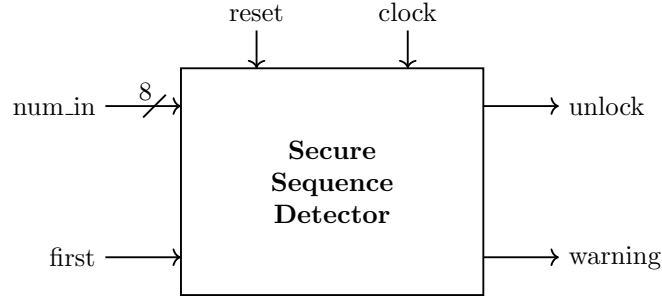 reset
clock
num_in
8
unlock
Secure
Sequence
Detector
first
warning